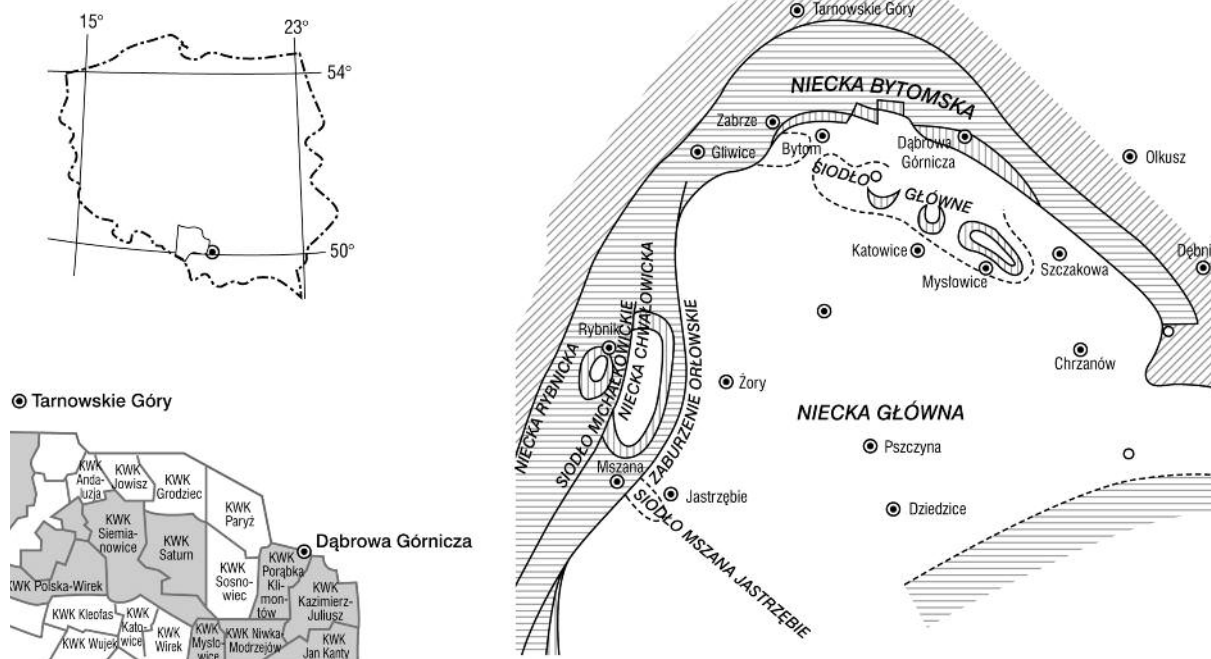 15°
23°
54°
50°
Tarnowskie Góry
KWK
Anda-
luzja
KWK
Jowisz
KWK
Grodziec
KWK
Paryż
KWK
Siemia-
nowice
KWK
Saturn
Dąbrowa Górnicza
KWK
Sosno-
wiec
KWK
Porąbka
Kli-
mon-
tów
KWK
Kazimierz-
Juliusz
KWK Polska-Wirek
KWK Kleofas
KWK
Kato-
wice
KWK Wujek
KWK
Wirek
KWK
Mysło-
wice
KWK Niwka-
Modrzejów
KWK
Jan Kanty
Tarnowskie Góry
NIECKA BYTOMSKA
Zabrze
Gliwice
Bytom
Dąbrowa
Górnicza
Olkusz
SIODŁO GŁÓWNE
Katowice
Mysłowice
Szczakowa
Dębni
Rybnik
NIECKA RYBNICKA
SIODŁO MICHAŁKOWICKIE
NIECKA CHWAŁOWICKA
ZABURZENIE ORŁOWSKIE
Żory
Chrzanów
NIECKA GŁÓWNA
Pszczyna
Mszana
Jastrzębie
Dziedzice
SIODŁO MSZANA JASTRZĘBIE